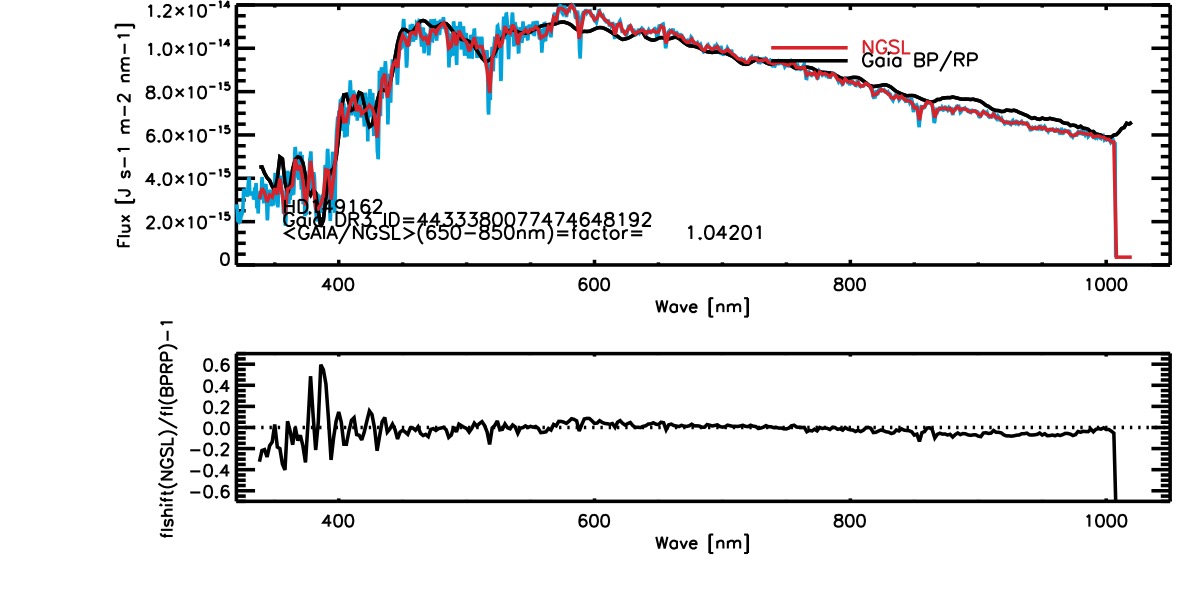 1.2×10⁻¹⁴
1.0×10⁻¹⁴
8.0×10⁻¹⁵
6.0×10⁻¹⁵
4.0×10⁻¹⁵
2.0×10⁻¹⁵
0
Flux [J s−1 m−2 nm−1]
NGSL
Gaia BP/RP
HD149162
Gaia DR3 ID=4433380077474648192
<GAIA/NGSL>(650−850nm)=factor= 1.04201
400 600 800 1000
Wave [nm]
0.6
0.4
0.2
0.0
−0.2
−0.4
−0.6
flshift(NGSL)/fl(BPRP)−1
400 600 800 1000
Wave [nm]